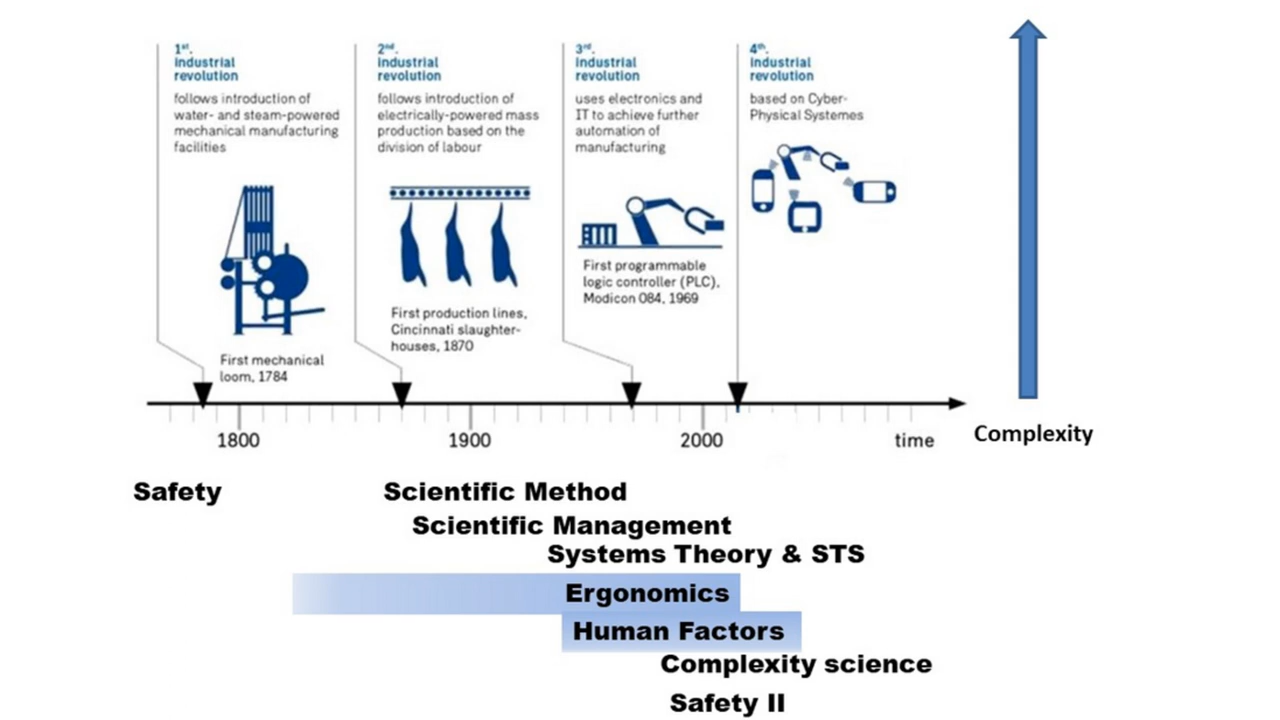 1st.
industrial
revolution
follows introduction of
water- and steam-powered
mechanical manufacturing
facilities
First mechanical
loom, 1784
2nd.
industrial
revolution
follows introduction of
electrically-powered mass
production based on the
division of labour
First production lines,
Cincinnati slaughter-
houses, 1870
3rd.
industrial
revolution
uses electronics and
IT to achieve further
automation of
manufacturing
First programmable
logic controller (PLC),
Modicon 084, 1969
4th.
industrial
revolution
based on Cyber-
Physical Systemes
1800
1900
2000
time
Complexity
Safety
Scientific Method
Scientific Management
Systems Theory & STS
Ergonomics
Human Factors
Complexity science
Safety II